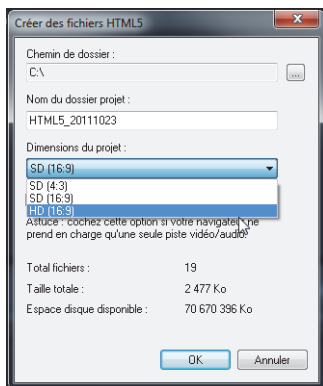 Créer des fichiers HTML5
Chemin de dossier :
C:\
...
Nom du dossier projet :
HTML5_20111023
Dimensions du projet :
SD (16:9)
SD (4:3)
SD (16:9)
HD (16:9)
Astuce : cochez cette option si votre navigateur ne
prend en charge qu'une seule piste vidéo/audio.
Total fichiers : 19
Taille totale : 2 477 Ko
Espace disque disponible : 70 670 396 Ko
OK Annuler